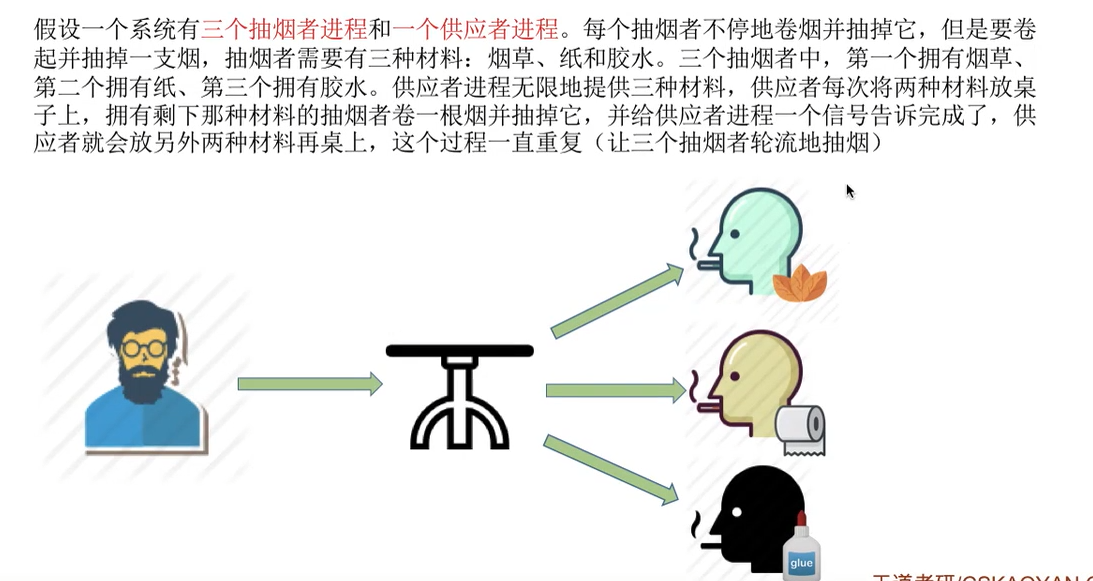 假设一个系统有三个抽烟者进程和一个供应者进程。每个抽烟者不停地卷烟并抽掉它，但是要卷
起并抽掉一支烟，抽烟者需要有三种材料：烟草、纸和胶水。三个抽烟者中，第一个拥有烟草、
第二个拥有纸、第三个拥有胶水。供应者进程无限地提供三种材料，供应者每次将两种材料放桌
子上，拥有剩下那种材料的抽烟者卷一根烟并抽掉它，并给供应者进程一个信号告诉完成了，供
应者就会放另外两种材料再桌上，这个过程一直重复（让三个抽烟者轮流地抽烟）
glue